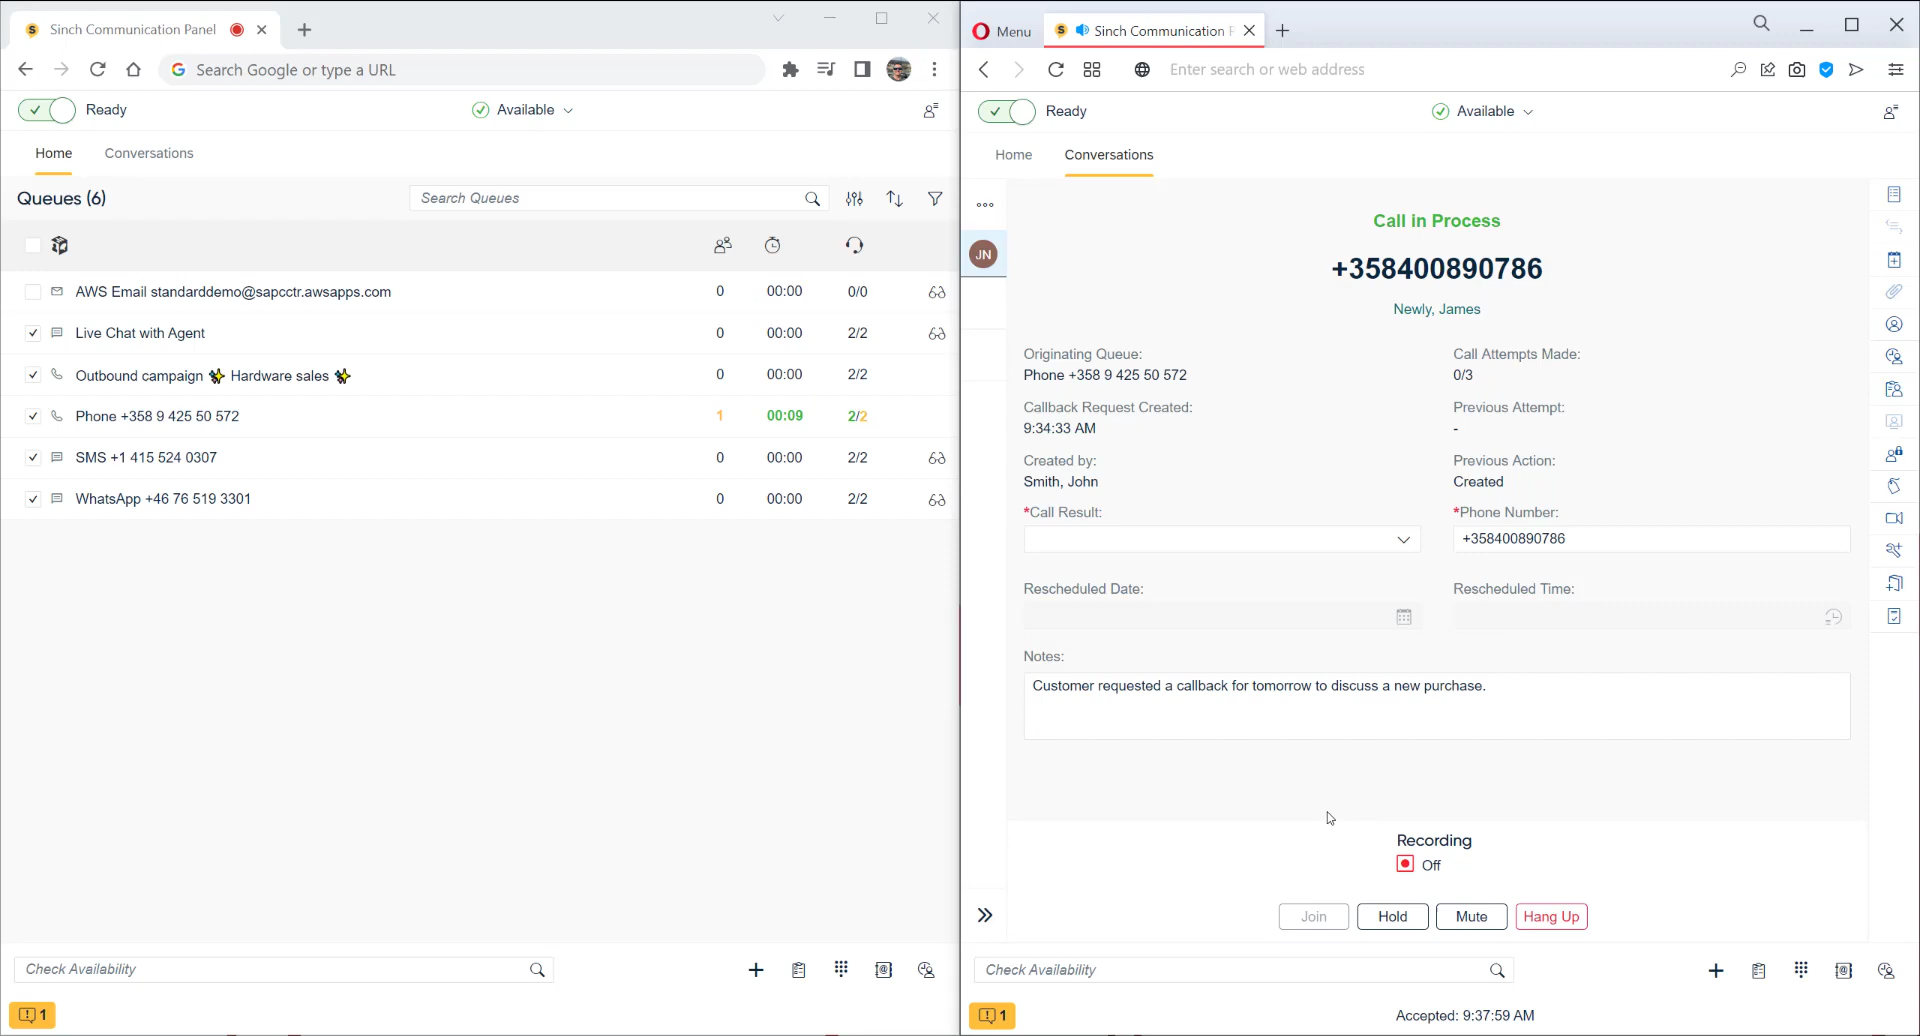 Sinch Communication Panel
Search Google or type a URL
Ready
Available
Home
Conversations
Queues (6)
Search Queues
AWS Email standarddemo@sapcctr.awsapps.com 0 00:00 0/0
Live Chat with Agent 0 00:00 2/2
Outbound campaign ✨ Hardware sales ✨ 0 00:00 2/2
Phone +358 9 425 50 572 1 00:09 2/2
SMS +1 415 524 0307 0 00:00 2/2
WhatsApp +46 76 519 3301 0 00:00 2/2
Check Availability
1
Menu
Sinch Communication P
Enter search or web address
Ready
Available
Home
Conversations
JN
Call in Process
+358400890786
Newly, James
Originating Queue:
Phone +358 9 425 50 572
Call Attempts Made:
0/3
Callback Request Created:
9:34:33 AM
Previous Attempt:
-
Created by:
Smith, John
Previous Action:
Created
*Call Result:
*Phone Number:
+358400890786
Rescheduled Date:
Rescheduled Time:
Notes:
Customer requested a callback for tomorrow to discuss a new purchase.
Recording
Off
Join
Hold
Mute
Hang Up
Check Availability
1
Accepted: 9:37:59 AM